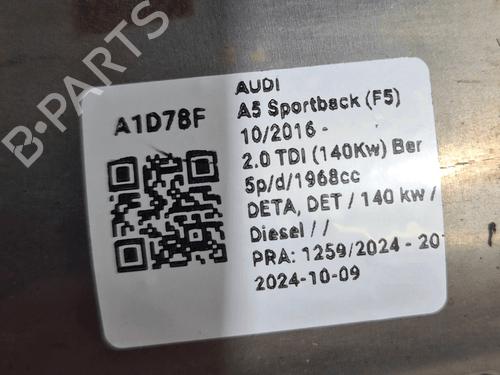 A1D78F
AUDI
A5 Sportback (F5)
10/2016 -
2.0 TDI (140Kw) Ber
5p/d/1968cc
DETA, DET / 140 kw /
Diesel / /
PRA: 1259/2024 - 20
2024-10-09
B-PARTS